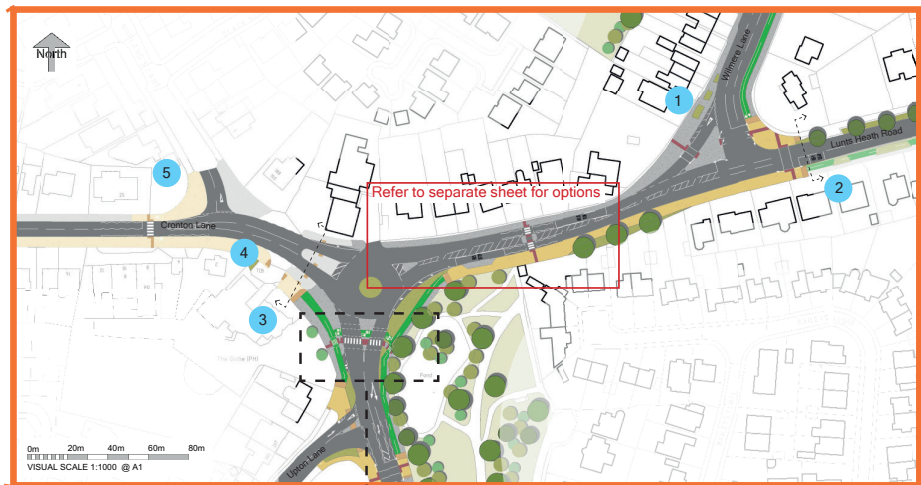 North
Wilmere Lane
1
Lunts Heath Road
5
Refer to separate sheet for options
2
Cronton Lane
4
3
Pond
Upton Lane
0m 20m 40m 60m 80m
VISUAL SCALE 1:1000 @ A1